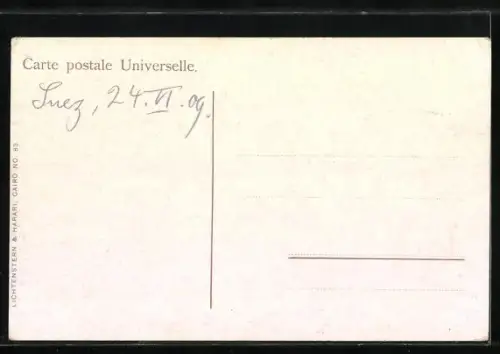 Carte postale Universelle.
Suez, 24. VI. 09.
LICHTENSTERN & HARARI, CAIRO NO. 85